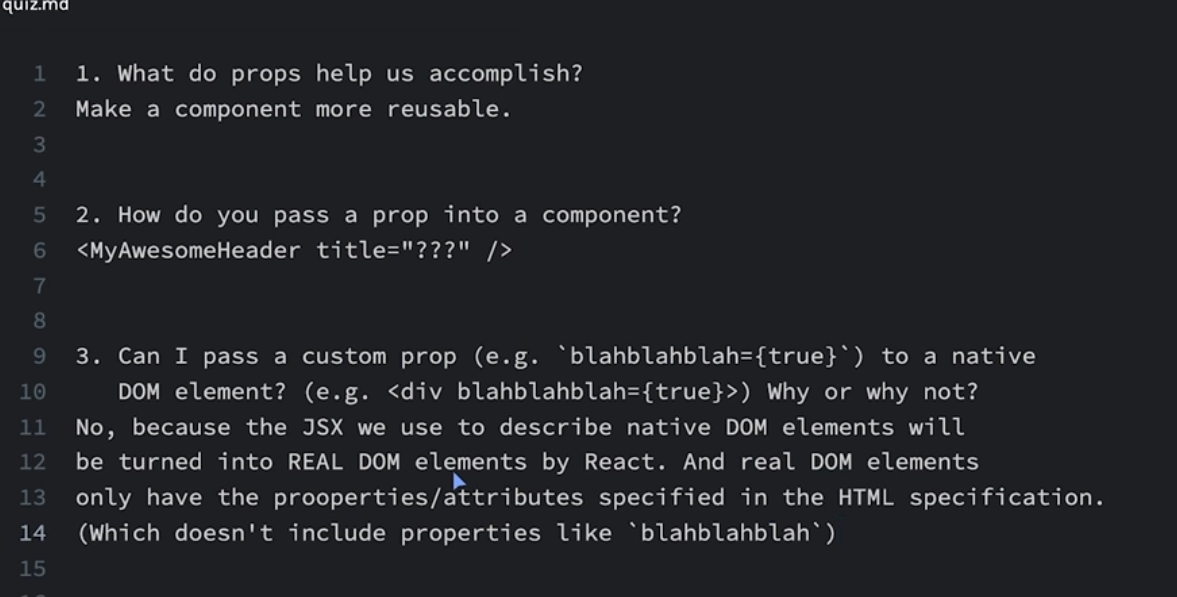 quiz.md
1 1. What do props help us accomplish?
2 Make a component more reusable.
3
4
5 2. How do you pass a prop into a component?
6 <MyAwesomeHeader title="???" />
7
8
9 3. Can I pass a custom prop (e.g. `blahblahblah={true}`) to a native
10 DOM element? (e.g. <div blahblahblah={true}>) Why or why not?
11 No, because the JSX we use to describe native DOM elements will
12 be turned into REAL DOM elements by React. And real DOM elements
13 only have the prooperties/attributes specified in the HTML specification.
14 (Which doesn't include properties like `blahblahblah`)
15